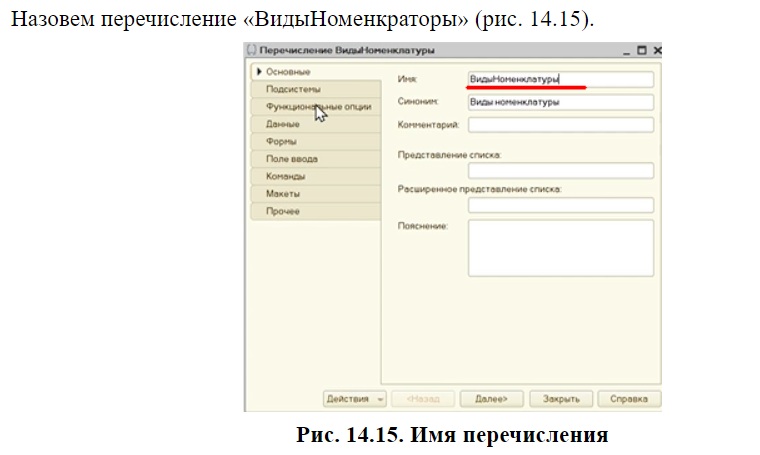 Назовем перечисление «ВидыНоменкраторы» (рис. 14.15).
Перечисление ВидыНоменклатуры
Основные
Подсистемы
Функциональные опции
Данные
Формы
Поле ввода
Команды
Макеты
Прочее
Имя: ВидыНоменклатуры
Синоним: Виды номенклатуры
Комментарий:
Представление списка:
Расширенное представление списка:
Пояснение:
Действия <Назад Далее> Закрыть Справка
Рис. 14.15. Имя перечисления